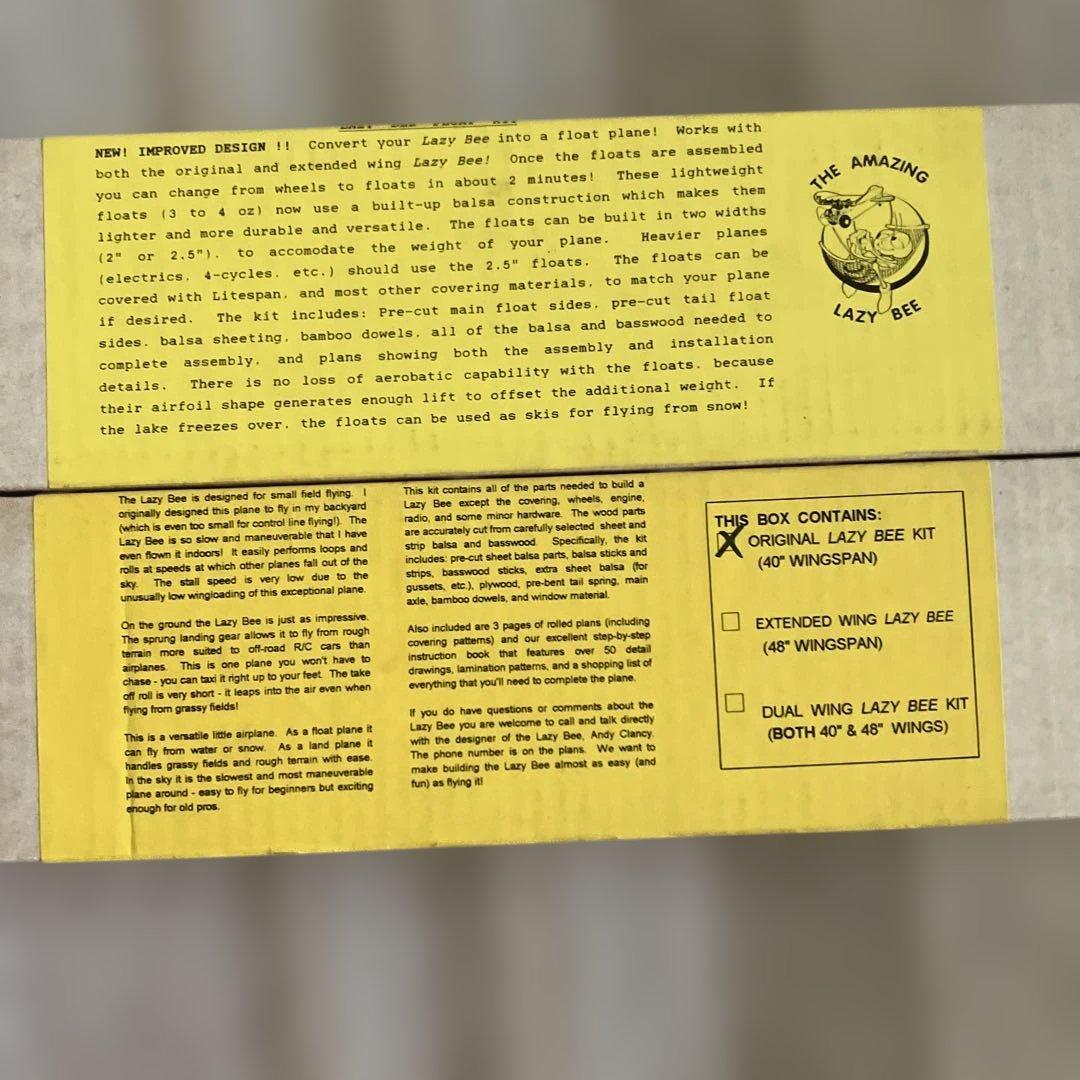 LAZY BEE FLOAT KIT
NEW! IMPROVED DESIGN !! Convert your Lazy Bee into a float plane! Works with
both the original and extended wing Lazy Bee! Once the floats are assembled
you can change from wheels to floats in about 2 minutes! These lightweight
floats (3 to 4 oz) now use a built-up balsa construction which makes them
lighter and more durable and versatile. The floats can be built in two widths
(2" or 2.5"). to accomodate the weight of your plane. Heavier planes
(electrics. 4-cycles. etc.) should use the 2.5" floats. The floats can be
covered with Litespan. and most other covering materials. to match your plane
if desired. The kit includes: Pre-cut main float sides. pre-cut tail float
sides. balsa sheeting. bamboo dowels. all of the balsa and basswood needed to
complete assembly. and plans showing both the assembly and installation
details. There is no loss of aerobatic capability with the floats. because
their airfoil shape generates enough lift to offset the additional weight. If
the lake freezes over. the floats can be used as skis for flying from snow!
THE AMAZING
LAZY BEE
The Lazy Bee is designed for small field flying. I
originally designed this plane to fly in my backyard
(which is even too small for control line flying!). The
Lazy Bee is so slow and maneuverable that I have
even flown it indoors! It easily performs loops and
rolls at speeds at which other planes fall out of the
sky. The stall speed is very low due to the
unusually low wingloading of this exceptional plane.
On the ground the Lazy Bee is just as impressive.
The sprung landing gear allows it to fly from rough
terrain more suited to off-road R/C cars than
airplanes. This is one plane you won't have to
chase - you can taxi it right up to your feet. The take
off roll is very short - it leaps into the air even when
flying from grassy fields!
This is a versatile little airplane. As a float plane it
can fly from water or snow. As a land plane it
handles grassy fields and rough terrain with ease.
In the sky it is the slowest and most maneuverable
plane around - easy to fly for beginners but exciting
enough for old pros.
This kit contains all of the parts needed to build a
Lazy Bee except the covering, wheels, engine,
radio, and some minor hardware. The wood parts
are accurately cut from carefully selected sheet and
strip balsa and basswood. Specifically, the kit
includes: pre-cut sheet balsa parts, balsa sticks and
strips, basswood sticks, extra sheet balsa (for
gussets, etc.), plywood, pre-bent tail spring, main
axle, bamboo dowels, and window material.
Also included are 3 pages of rolled plans (including
covering patterns) and our excellent step-by-step
instruction book that features over 50 detail
drawings, lamination patterns, and a shopping list of
everything that you'll need to complete the plane.
If you do have questions or comments about the
Lazy Bee you are welcome to call and talk directly
with the designer of the Lazy Bee, Andy Clancy.
The phone number is on the plans. We want to
make building the Lazy Bee almost as easy (and
fun) as flying it!
THIS BOX CONTAINS:
X ORIGINAL LAZY BEE KIT
(40" WINGSPAN)
EXTENDED WING LAZY BEE
(48" WINGSPAN)
DUAL WING LAZY BEE KIT
(BOTH 40" & 48" WINGS)